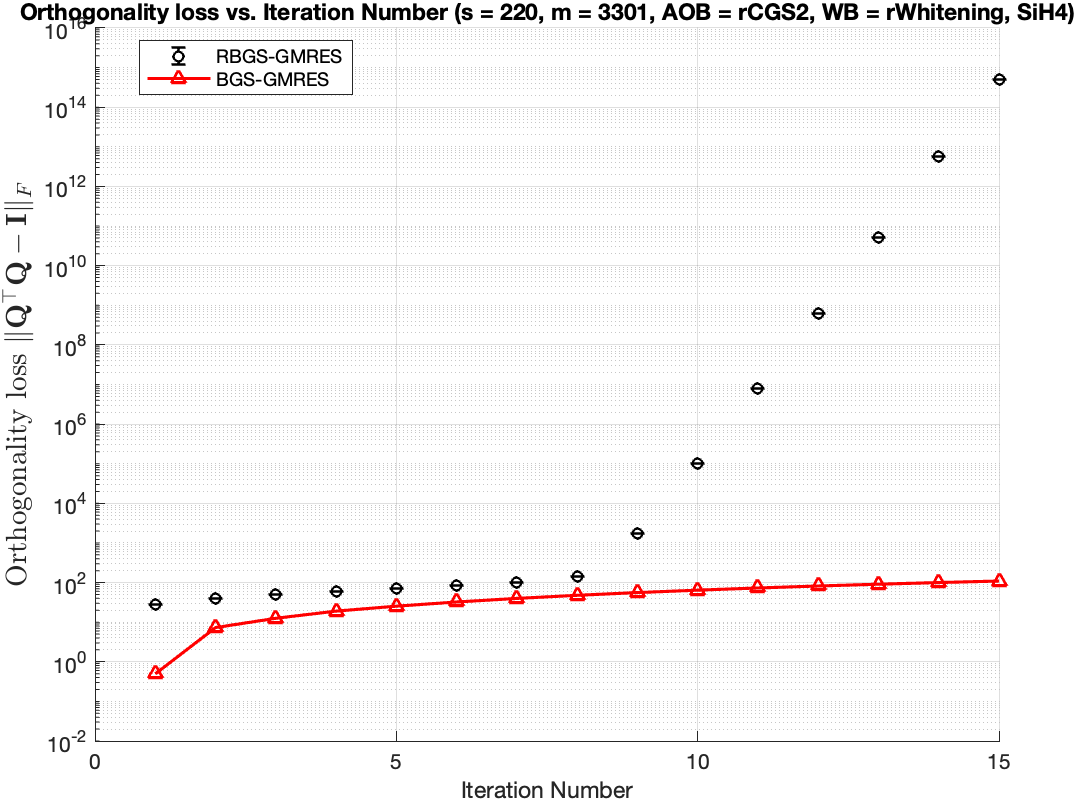 Orthogonality loss vs. Iteration Number (s = 220, m = 3301, AOB = rCGS2, WB = rWhitening, SiH4)
10^16
10^14
10^12
10^10
10^8
10^6
10^4
10^2
10^0
10^-2
RBGS-GMRES
BGS-GMRES
Orthogonality loss ||Q^⊤Q − I||_F
0
5
10
15
Iteration Number